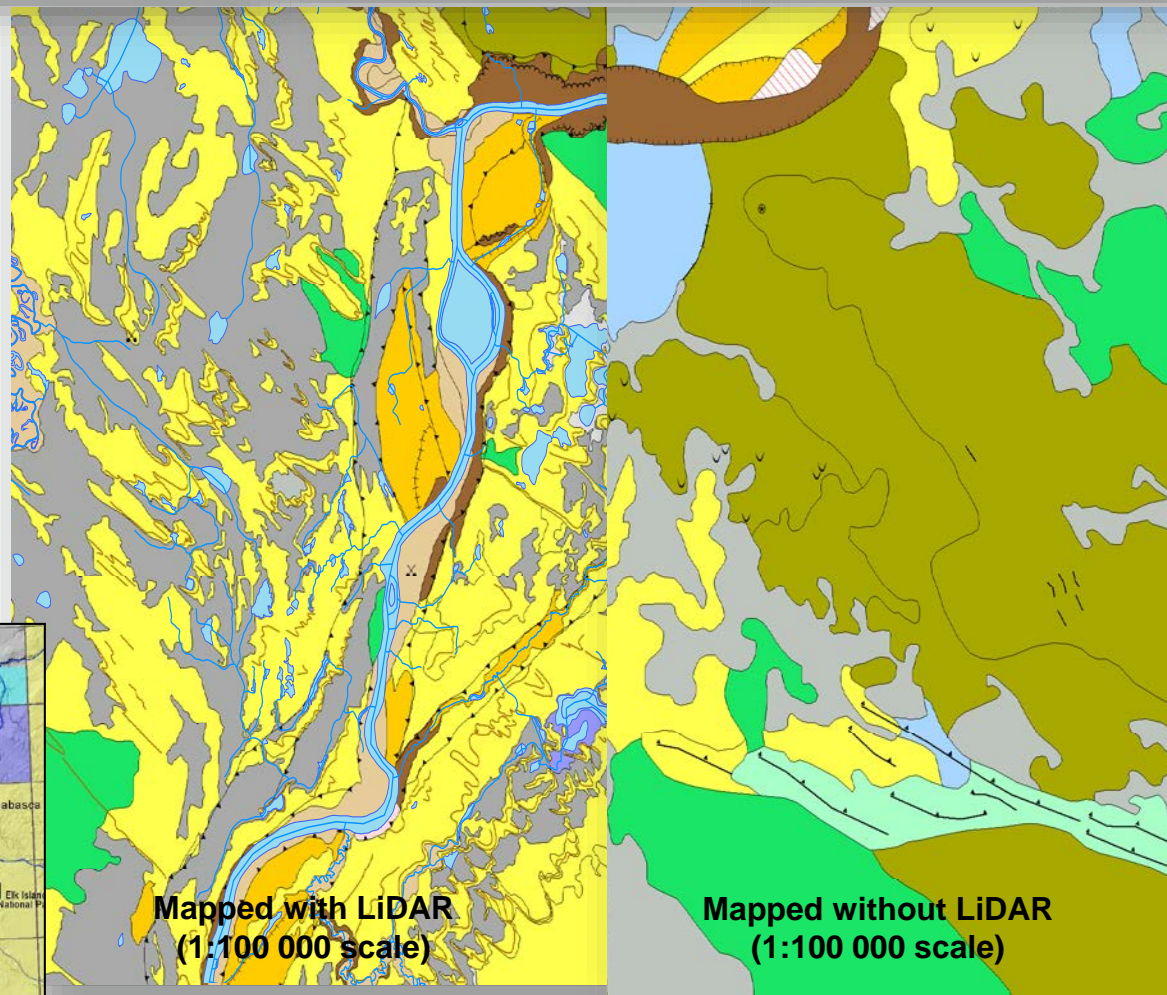 abasca
Elk Island
National Pa
Mapped with LiDAR
(1:100 000 scale)
Mapped without LiDAR
(1:100 000 scale)